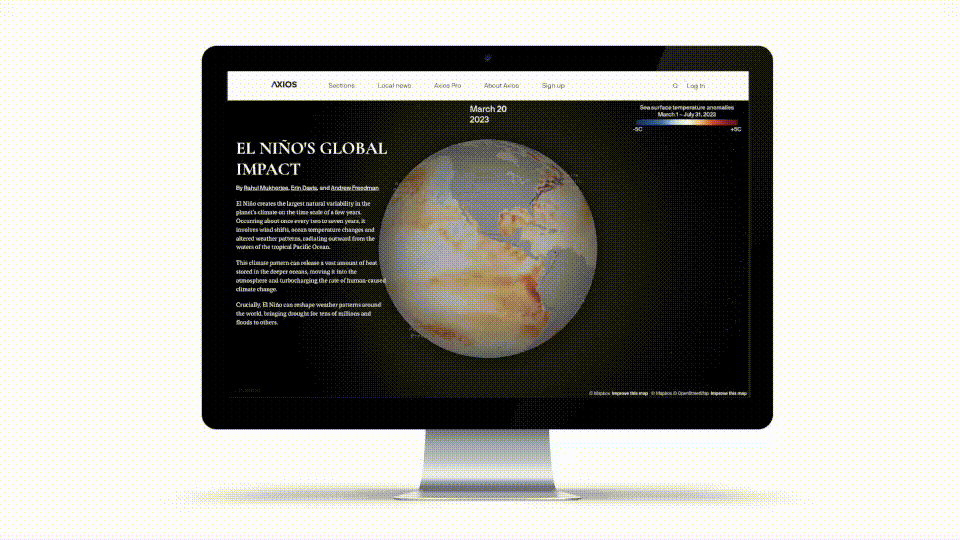 AXIOS
Sections
Local news
Axios Pro
About Axios
Sign up
Log In
March 20
2023
Sea surface temperature anomalies
March 1 - July 31, 2023
-5C
+5C
EL NIÑO'S GLOBAL
IMPACT
By Rahul Mukherjee, Erin Davis, and Andrew Freedman
El Niño creates the largest natural variability in the
planet's climate on the time scale of a few years.
Occurring about once every two to seven years, it
involves wind shifts, ocean temperature changes and
altered weather patterns, radiating outward from the
waters of the tropical Pacific Ocean.
This climate pattern can release a vast amount of heat
stored in the deeper oceans, moving it into the
atmosphere and turbocharging the rate of human-caused
climate change.
Crucially, El Niño can reshape weather patterns around
the world, bringing drought for tens of millions and
floods to others.
© Mapbox Improve this map © Mapbox © OpenStreetMap Improve this map